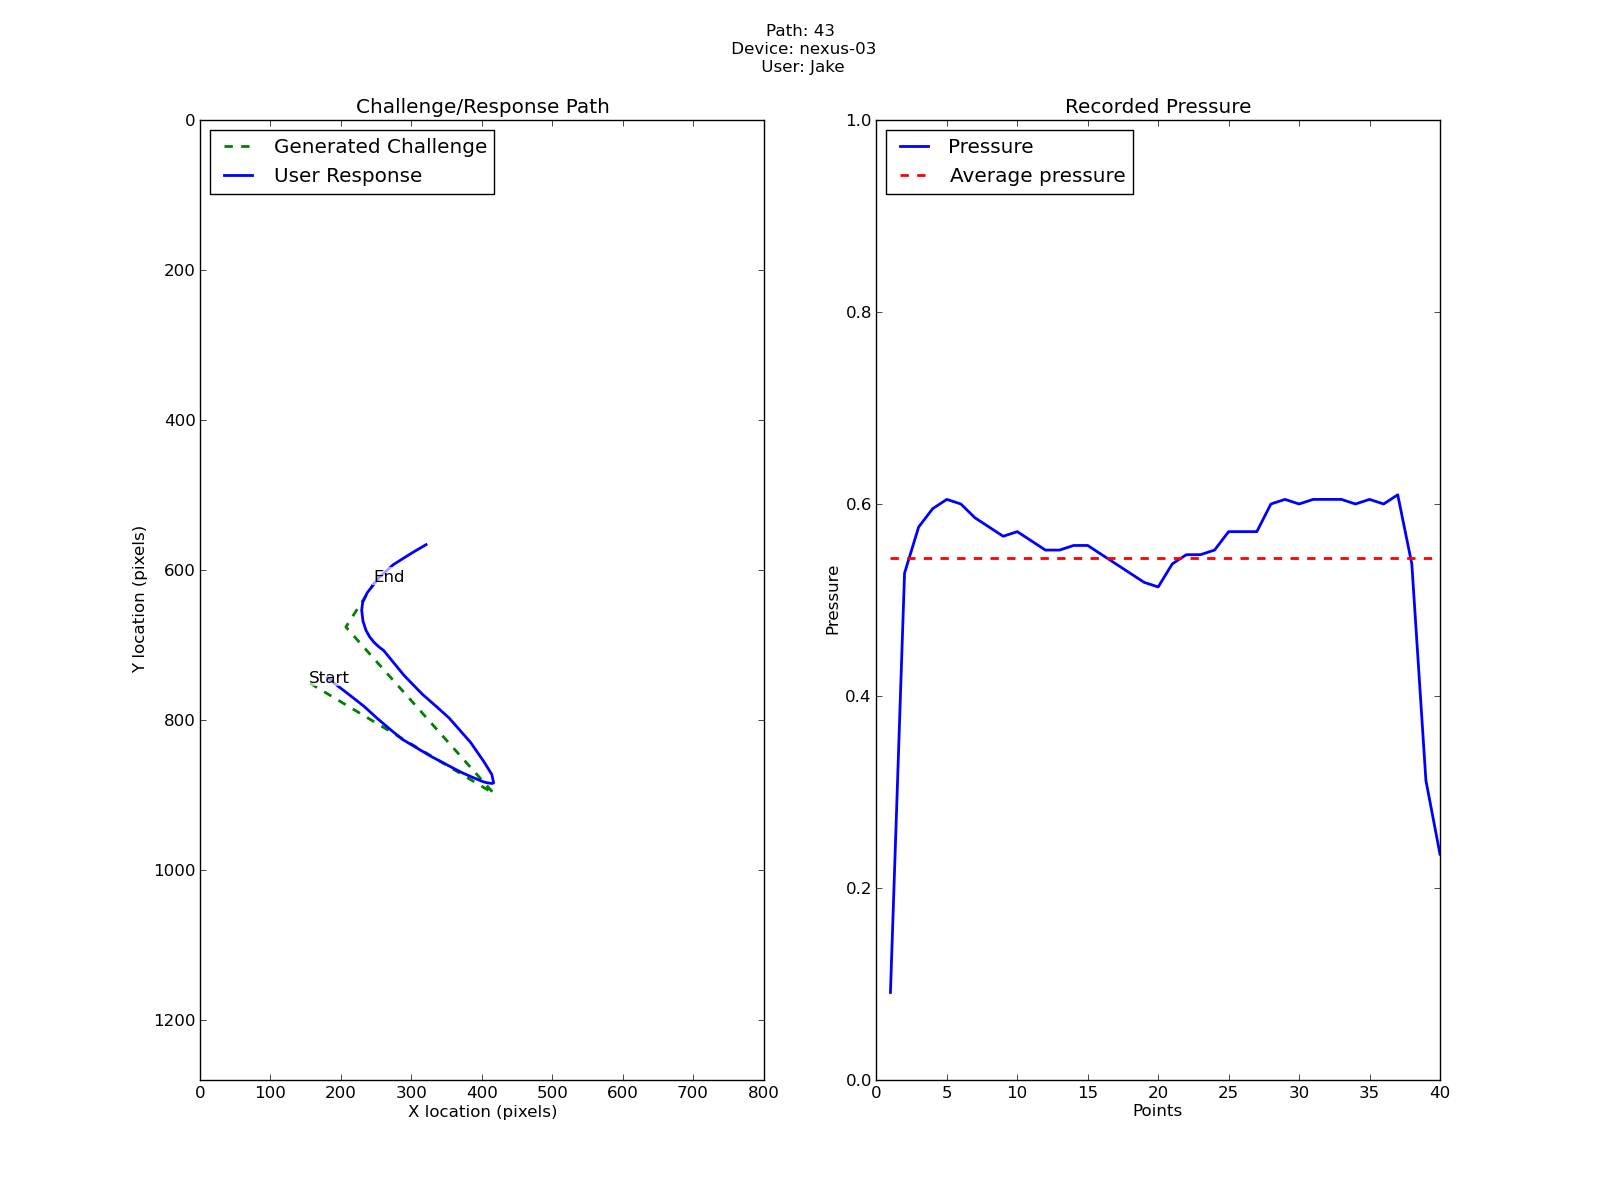 Path: 43
Device: nexus-03
User: Jake
Challenge/Response Path
Generated Challenge
User Response
0
200
400
600
800
1000
1200
Y location (pixels)
End
Start
0 100 200 300 400 500 600 700 800
X location (pixels)
Recorded Pressure
Pressure
Average pressure
1.0
0.8
0.6
0.4
0.2
0.0
Pressure
0 5 10 15 20 25 30 35 40
Points